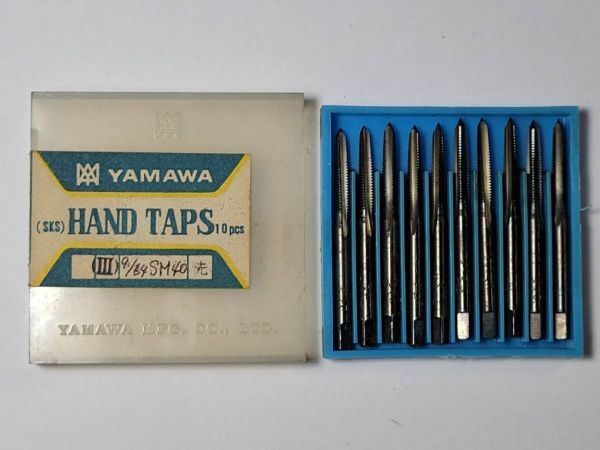 YAMAWA
(SKS) HAND TAPS 10 pcs
(III) 9/64 SM40 先
YAMAWA MFG. CO., LTD.